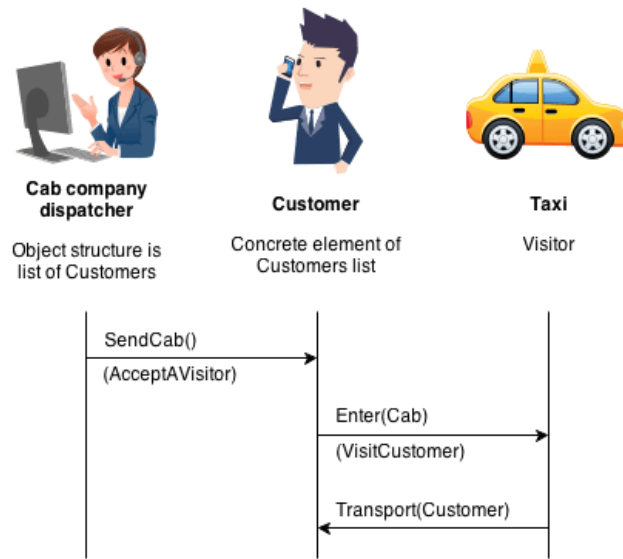 Cab company
dispatcher
Object structure is
list of Customers
Customer
Concrete element of
Customers list
Taxi
Visitor
SendCab()
(AcceptAVisitor)
Enter(Cab)
(VisitCustomer)
Transport(Customer)